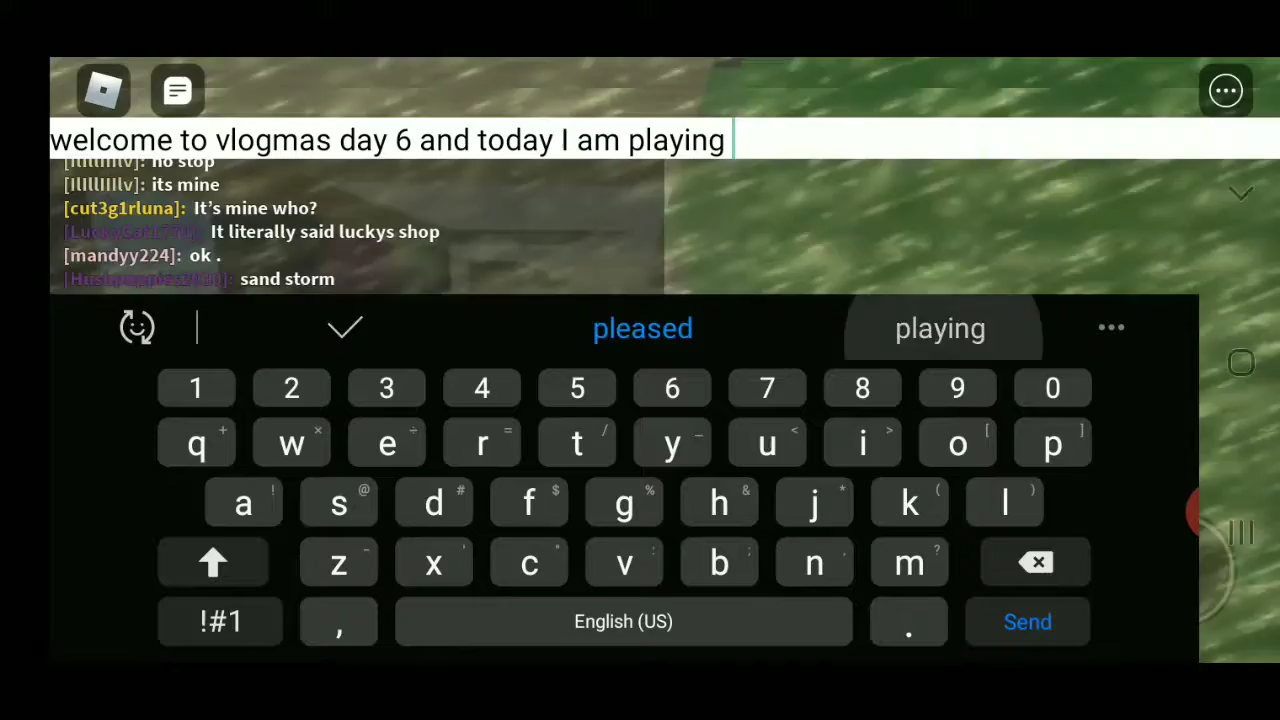 welcome to vlogmas day 6 and today I am playing
no stop
its mine
[cut3g1rluna]: It's mine who?
It literally said luckys shop
[mandyy224]: ok .
sand storm
pleased playing
1 2 3 4 5 6 7 8 9 0
q + w × e ÷ r = t / y _ u < i > o [ p ]
a ! s @ d # f $ g % h & j * k ( l )
z - x ' c " v : b ; n , m ?
!#1 , English (US) . Send